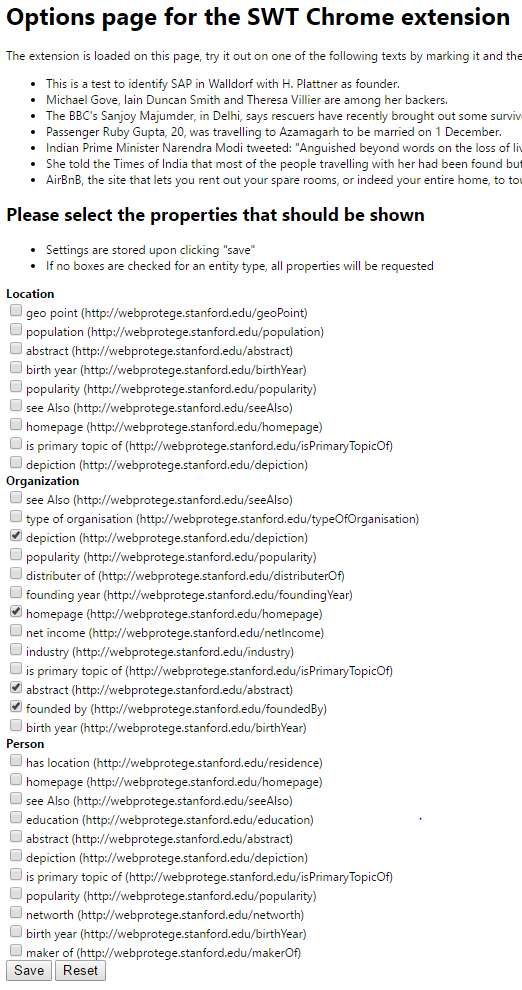 Options page for the SWT Chrome extension
The extension is loaded on this page, try it out on one of the following texts by marking it and the
This is a test to identify SAP in Walldorf with H. Plattner as founder.
Michael Gove, Iain Duncan Smith and Theresa Villier are among her backers.
The BBC's Sanjoy Majumder, in Delhi, says rescuers have recently brought out some surviv
Passenger Ruby Gupta, 20, was travelling to Azamagarh to be married on 1 December.
Indian Prime Minister Narendra Modi tweeted: "Anguished beyond words on the loss of liv
She told the Times of India that most of the people travelling with her had been found but
AirBnB, the site that lets you rent out your spare rooms, or indeed your entire home, to tou
Please select the properties that should be shown
Settings are stored upon clicking "save"
If no boxes are checked for an entity type, all properties will be requested
Location
geo point (http://webprotege.stanford.edu/geoPoint)
population (http://webprotege.stanford.edu/population)
abstract (http://webprotege.stanford.edu/abstract)
birth year (http://webprotege.stanford.edu/birthYear)
popularity (http://webprotege.stanford.edu/popularity)
see Also (http://webprotege.stanford.edu/seeAlso)
homepage (http://webprotege.stanford.edu/homepage)
is primary topic of (http://webprotege.stanford.edu/isPrimaryTopicOf)
depiction (http://webprotege.stanford.edu/depiction)
Organization
see Also (http://webprotege.stanford.edu/seeAlso)
type of organisation (http://webprotege.stanford.edu/typeOfOrganisation)
depiction (http://webprotege.stanford.edu/depiction)
popularity (http://webprotege.stanford.edu/popularity)
distributer of (http://webprotege.stanford.edu/distributerOf)
founding year (http://webprotege.stanford.edu/foundingYear)
homepage (http://webprotege.stanford.edu/homepage)
net income (http://webprotege.stanford.edu/netIncome)
industry (http://webprotege.stanford.edu/industry)
is primary topic of (http://webprotege.stanford.edu/isPrimaryTopicOf)
abstract (http://webprotege.stanford.edu/abstract)
founded by (http://webprotege.stanford.edu/foundedBy)
birth year (http://webprotege.stanford.edu/birthYear)
Person
has location (http://webprotege.stanford.edu/residence)
homepage (http://webprotege.stanford.edu/homepage)
see Also (http://webprotege.stanford.edu/seeAlso)
education (http://webprotege.stanford.edu/education)
abstract (http://webprotege.stanford.edu/abstract)
depiction (http://webprotege.stanford.edu/depiction)
is primary topic of (http://webprotege.stanford.edu/isPrimaryTopicOf)
popularity (http://webprotege.stanford.edu/popularity)
networth (http://webprotege.stanford.edu/networth)
birth year (http://webprotege.stanford.edu/birthYear)
maker of (http://webprotege.stanford.edu/makerOf)
Save Reset